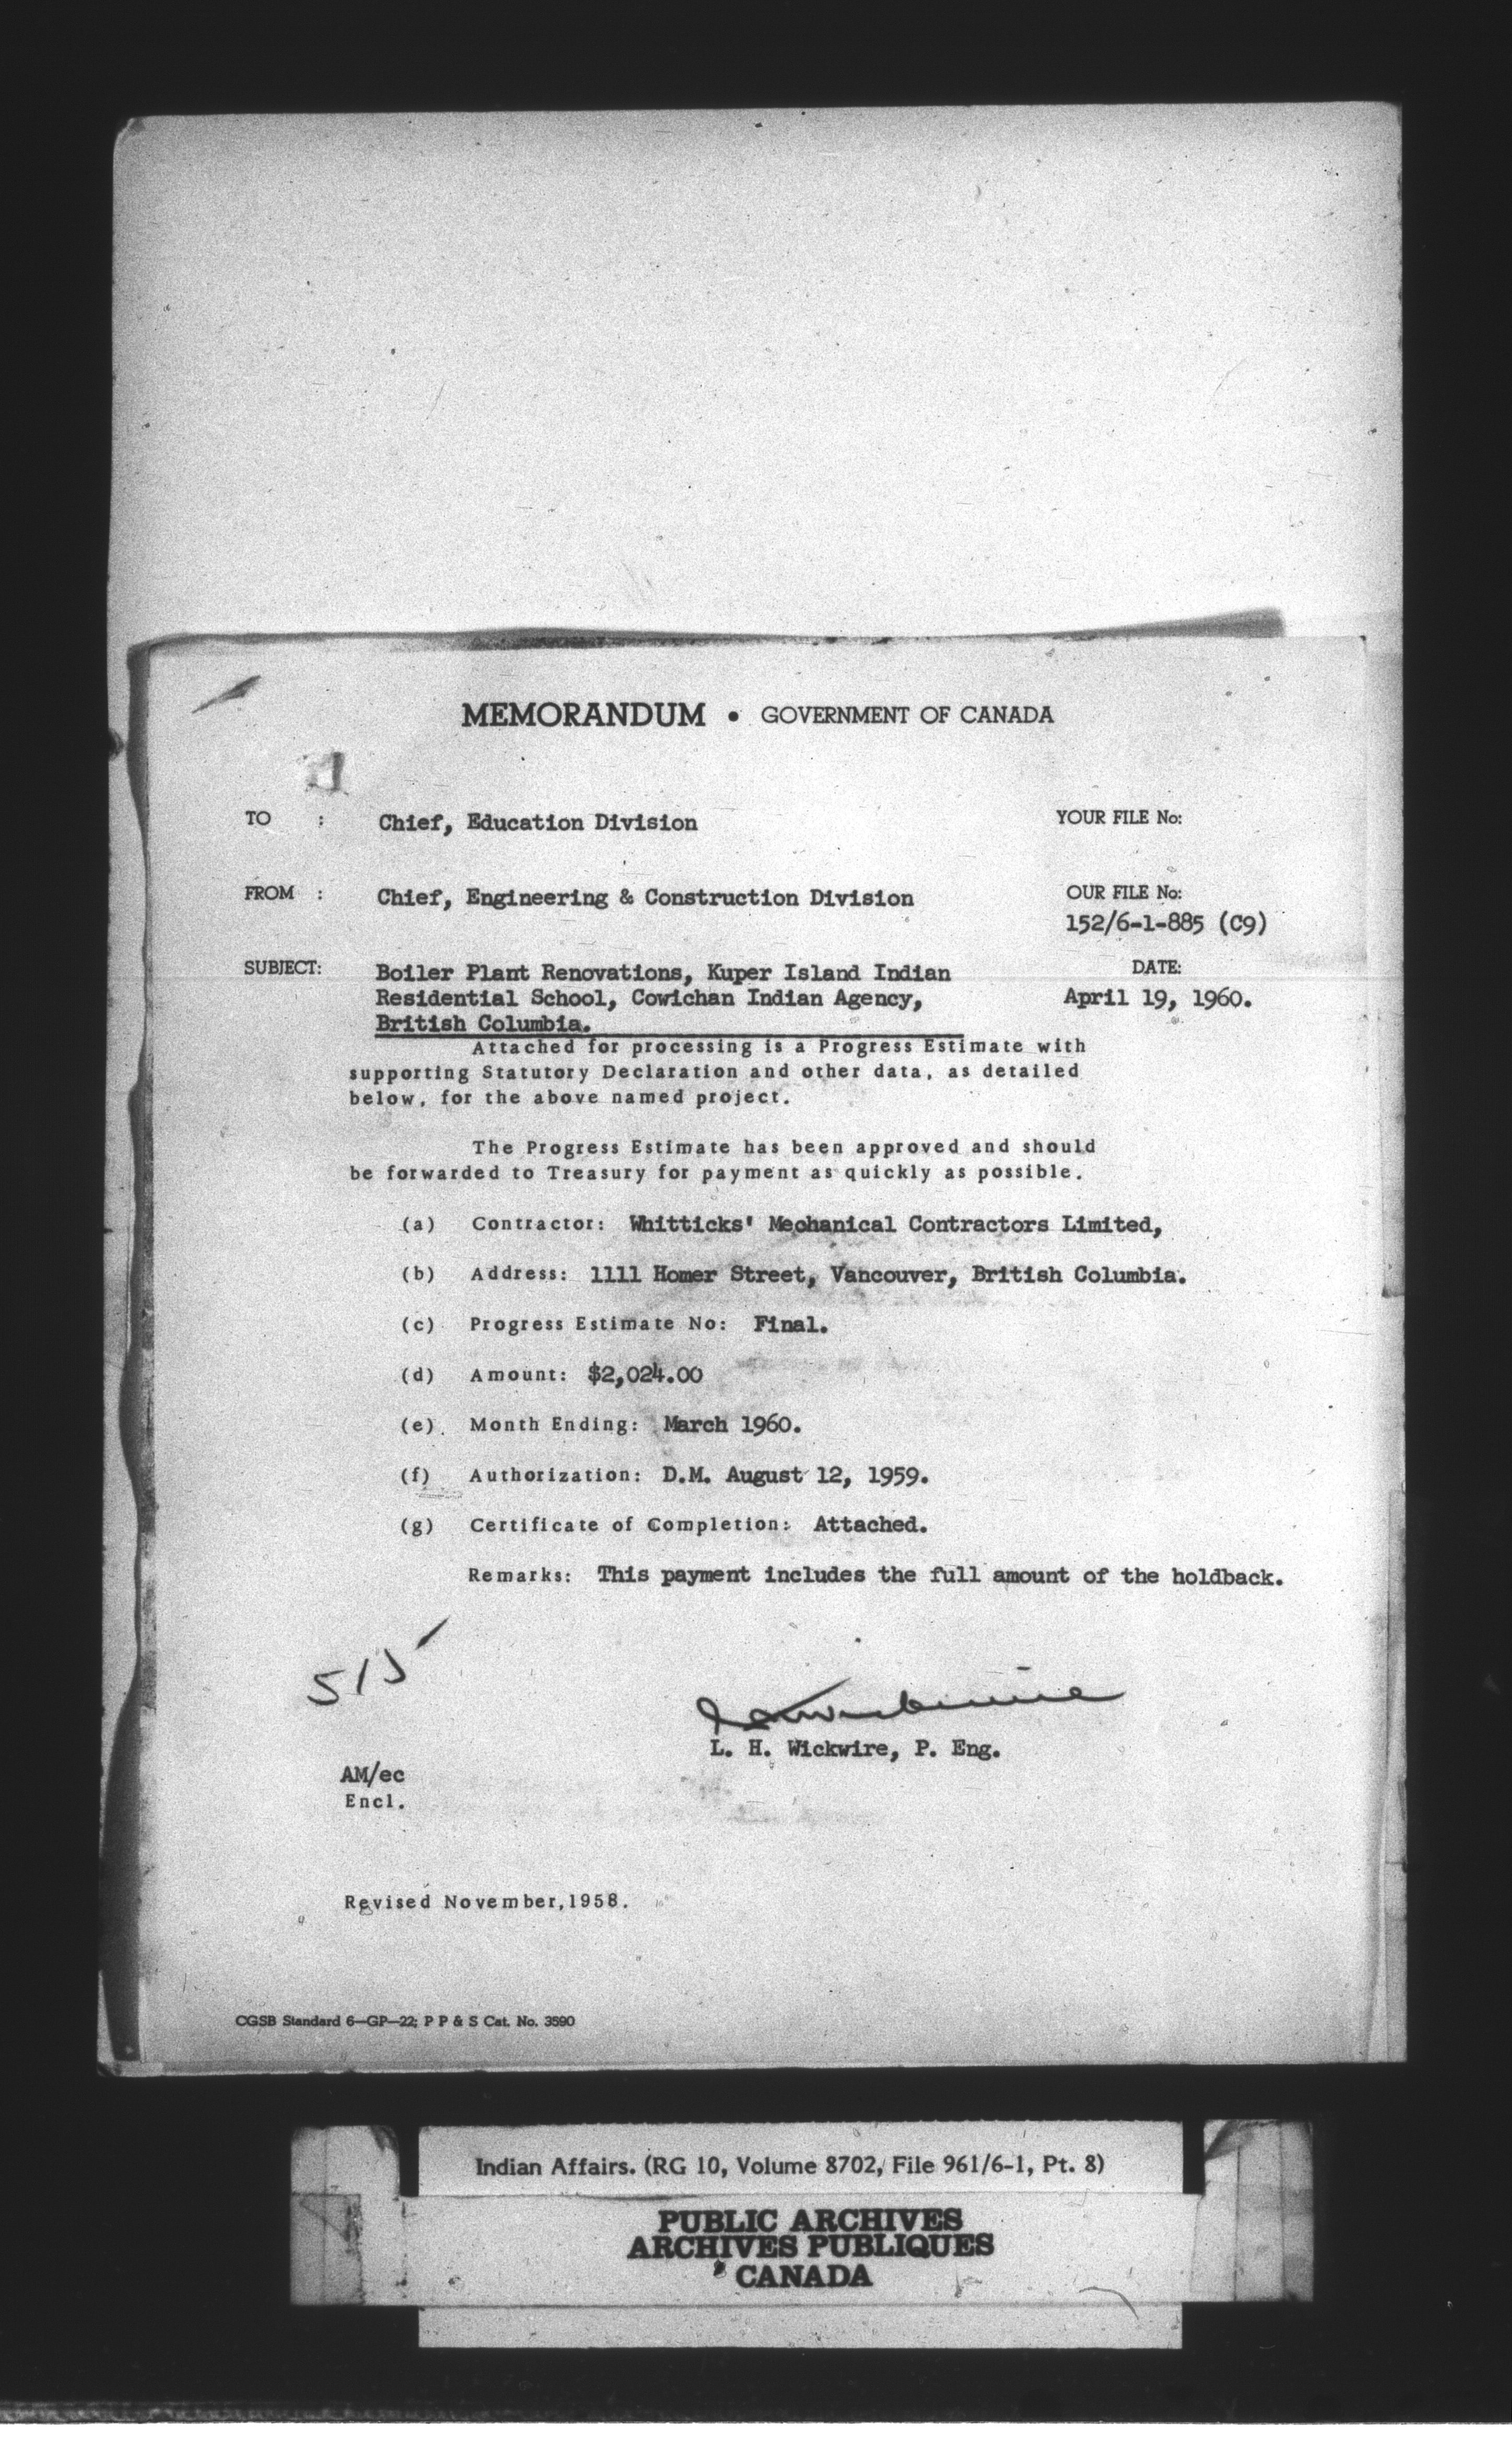 MEMORANDUM • GOVERNMENT OF CANADA
TO : Chief, Education Division YOUR FILE No:
FROM : Chief, Engineering & Construction Division OUR FILE No:
152/6-1-885 (C9)
SUBJECT: Boiler Plant Renovations, Kuper Island Indian DATE:
Residential School, Cowichan Indian Agency, April 19, 1960.
British Columbia.
Attached for processing is a Progress Estimate with
supporting Statutory Declaration and other data, as detailed
below, for the above named project.
The Progress Estimate has been approved and should
be forwarded to Treasury for payment as quickly as possible.
(a) Contractor: Whitticks' Mechanical Contractors Limited,
(b) Address: 1111 Homer Street, Vancouver, British Columbia.
(c) Progress Estimate No: Final.
(d) Amount: $2,024.00
(e) Month Ending: March 1960.
(f) Authorization: D.M. August 12, 1959.
(g) Certificate of Completion: Attached.
Remarks: This payment includes the full amount of the holdback.
L. H. Wickwire, P. Eng.
AM/ec
Encl.
Revised November, 1958.
CGSB Standard 6—GP—22; P P & S Cat. No. 3590
Indian Affairs. (RG 10, Volume 8702, File 961/6-1, Pt. 8)
PUBLIC ARCHIVES
ARCHIVES PUBLIQUES
CANADA